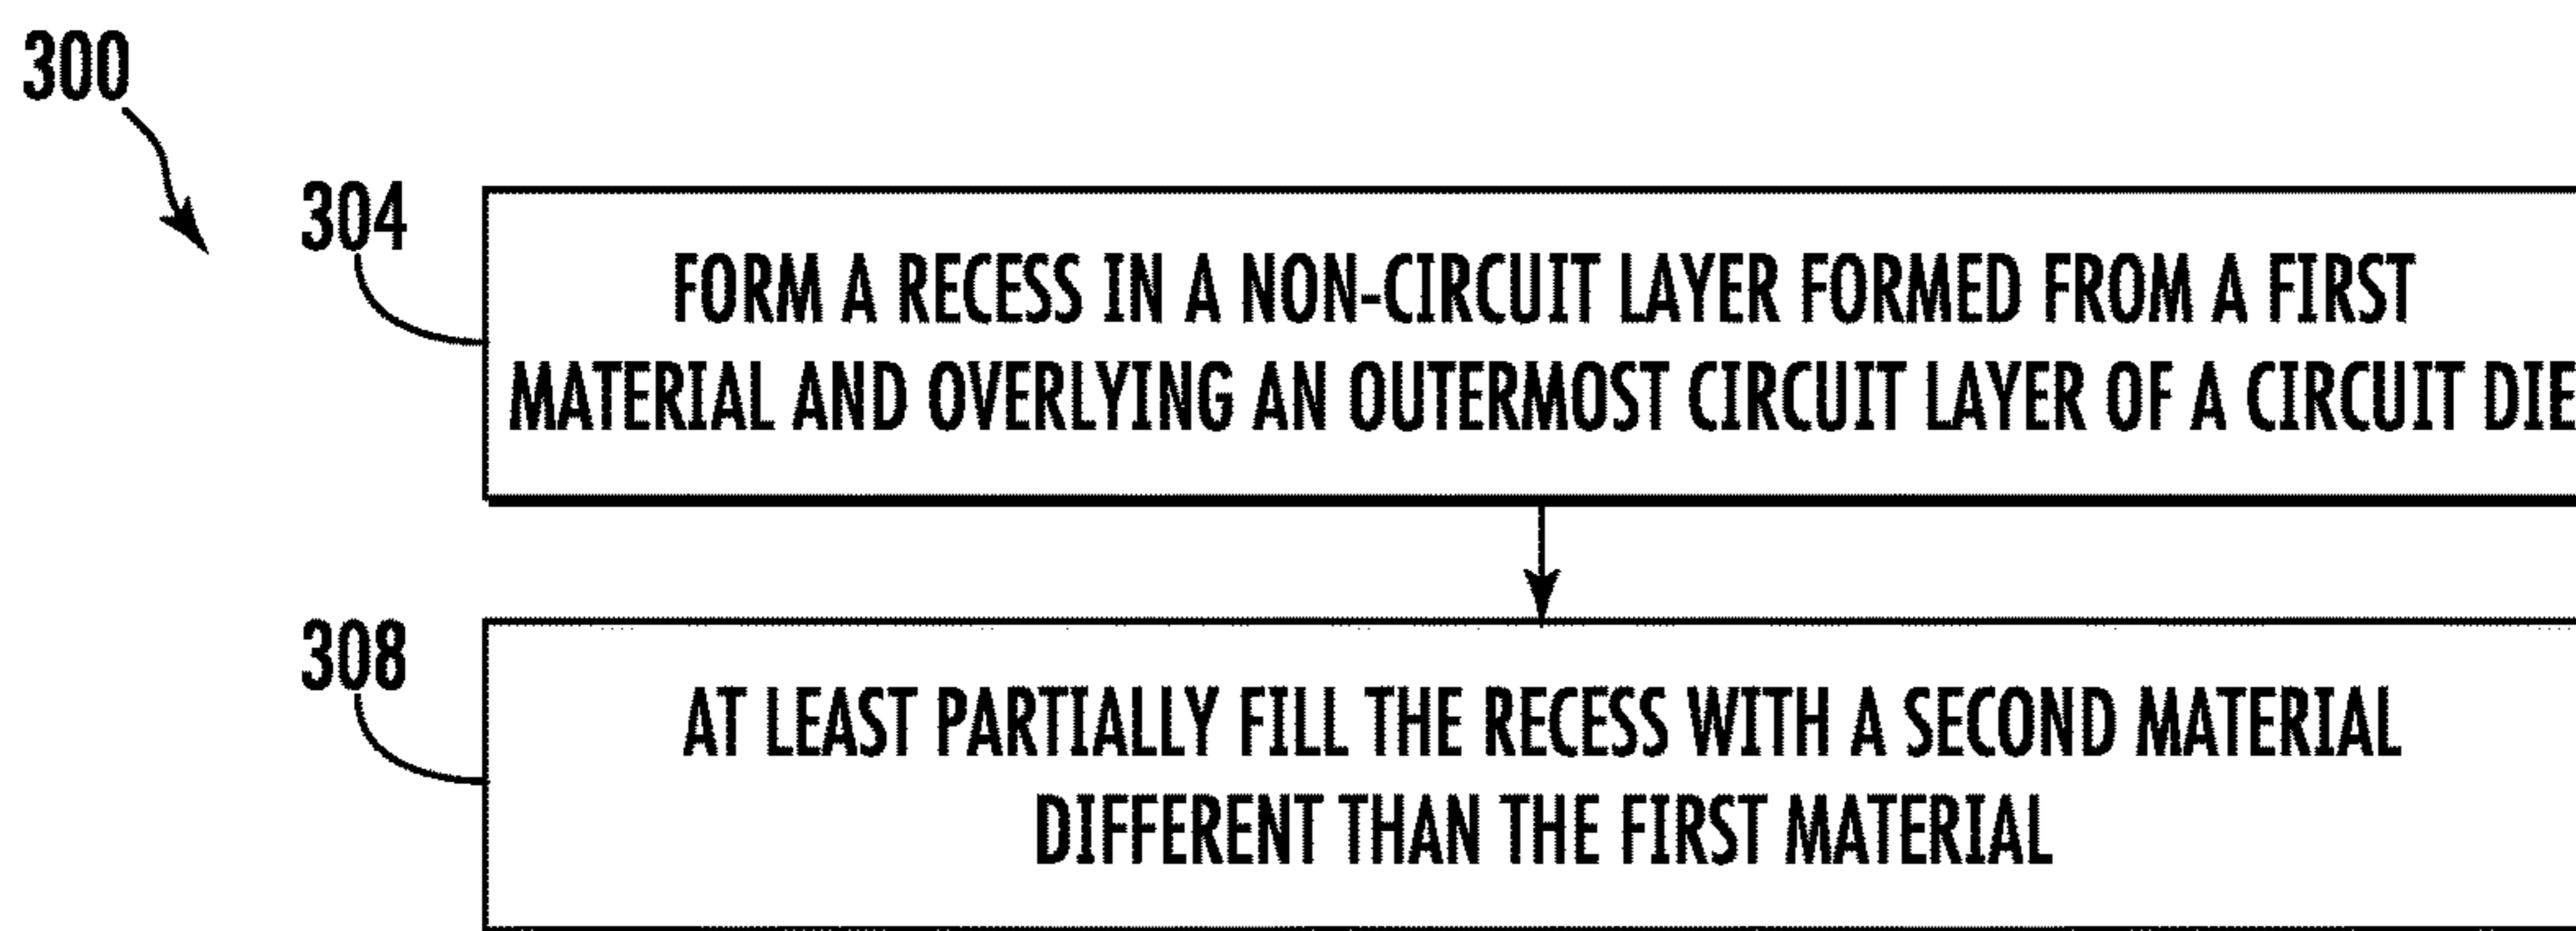 300
304
FORM A RECESS IN A NON-CIRCUIT LAYER FORMED FROM A FIRST
MATERIAL AND OVERLYING AN OUTERMOST CIRCUIT LAYER OF A CIRCUIT DIE
308
AT LEAST PARTIALLY FILL THE RECESS WITH A SECOND MATERIAL
DIFFERENT THAN THE FIRST MATERIAL